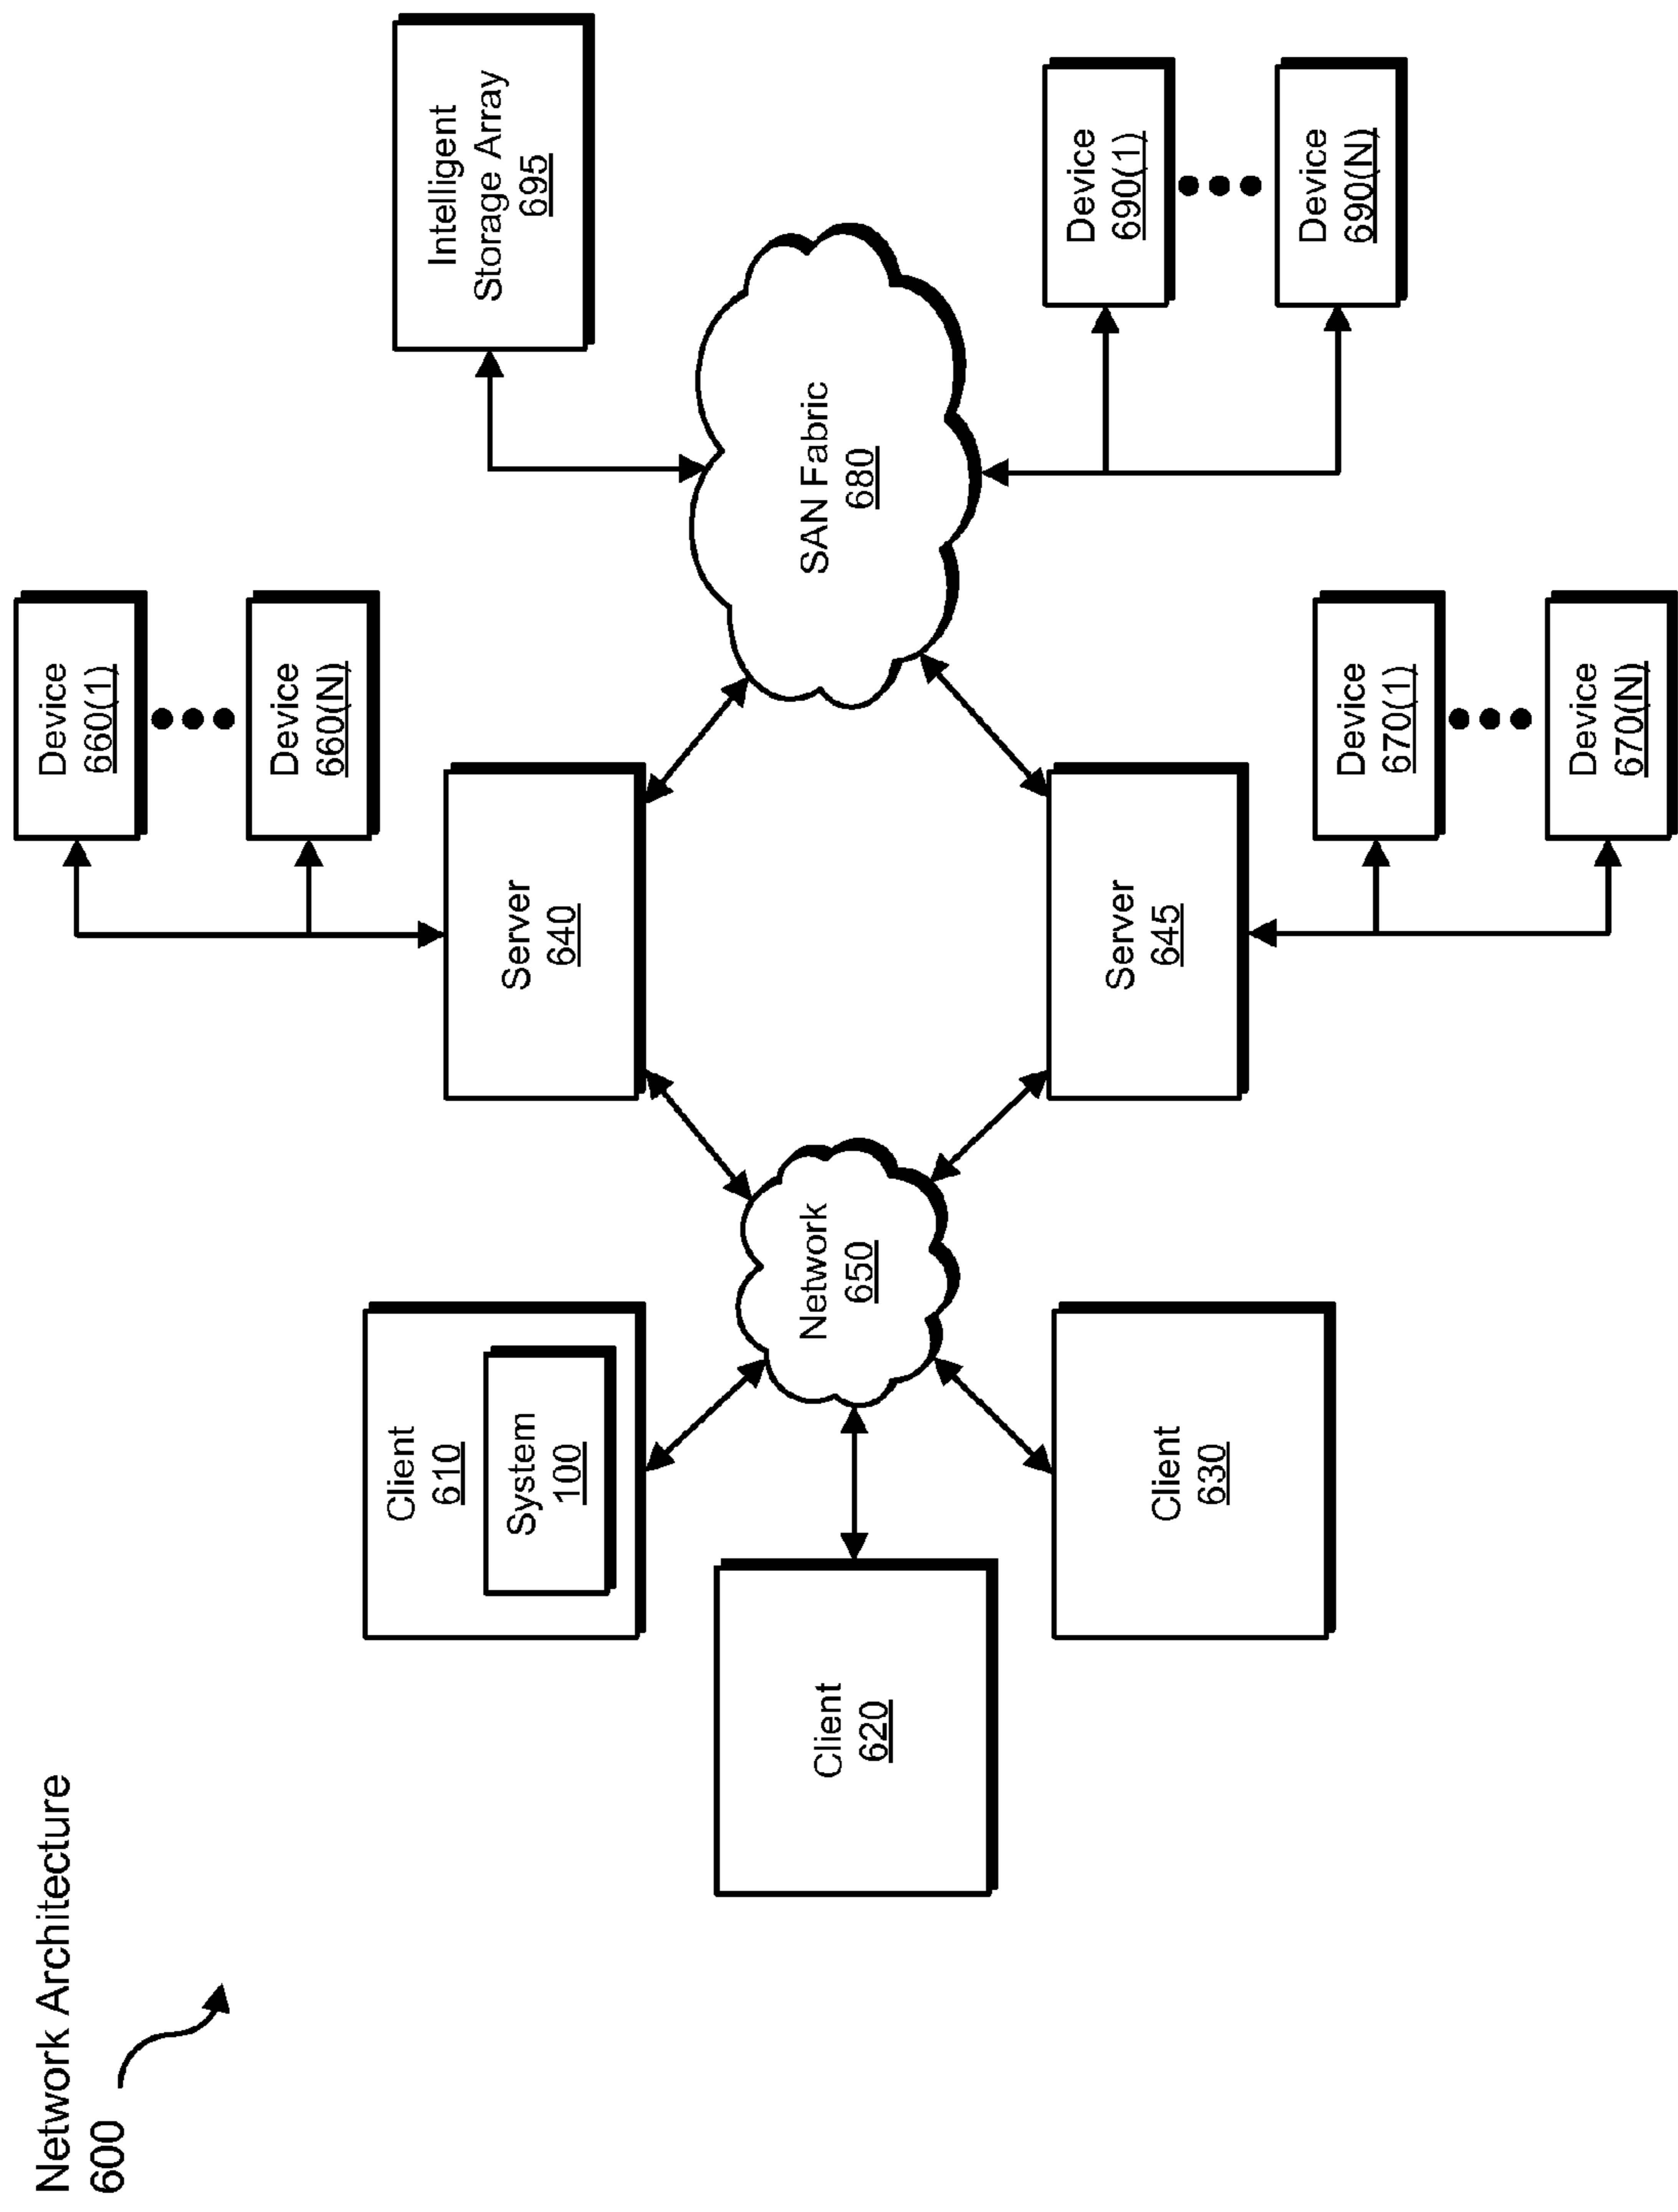 Network Architecture
600
Client
610
System
100
Client
620
Client
630
Network
650
Server
640
Server
645
Device
660(1)
Device
660(N)
Device
670(1)
Device
670(N)
SAN Fabric
680
Intelligent
Storage Array
695
Device
690(1)
Device
690(N)